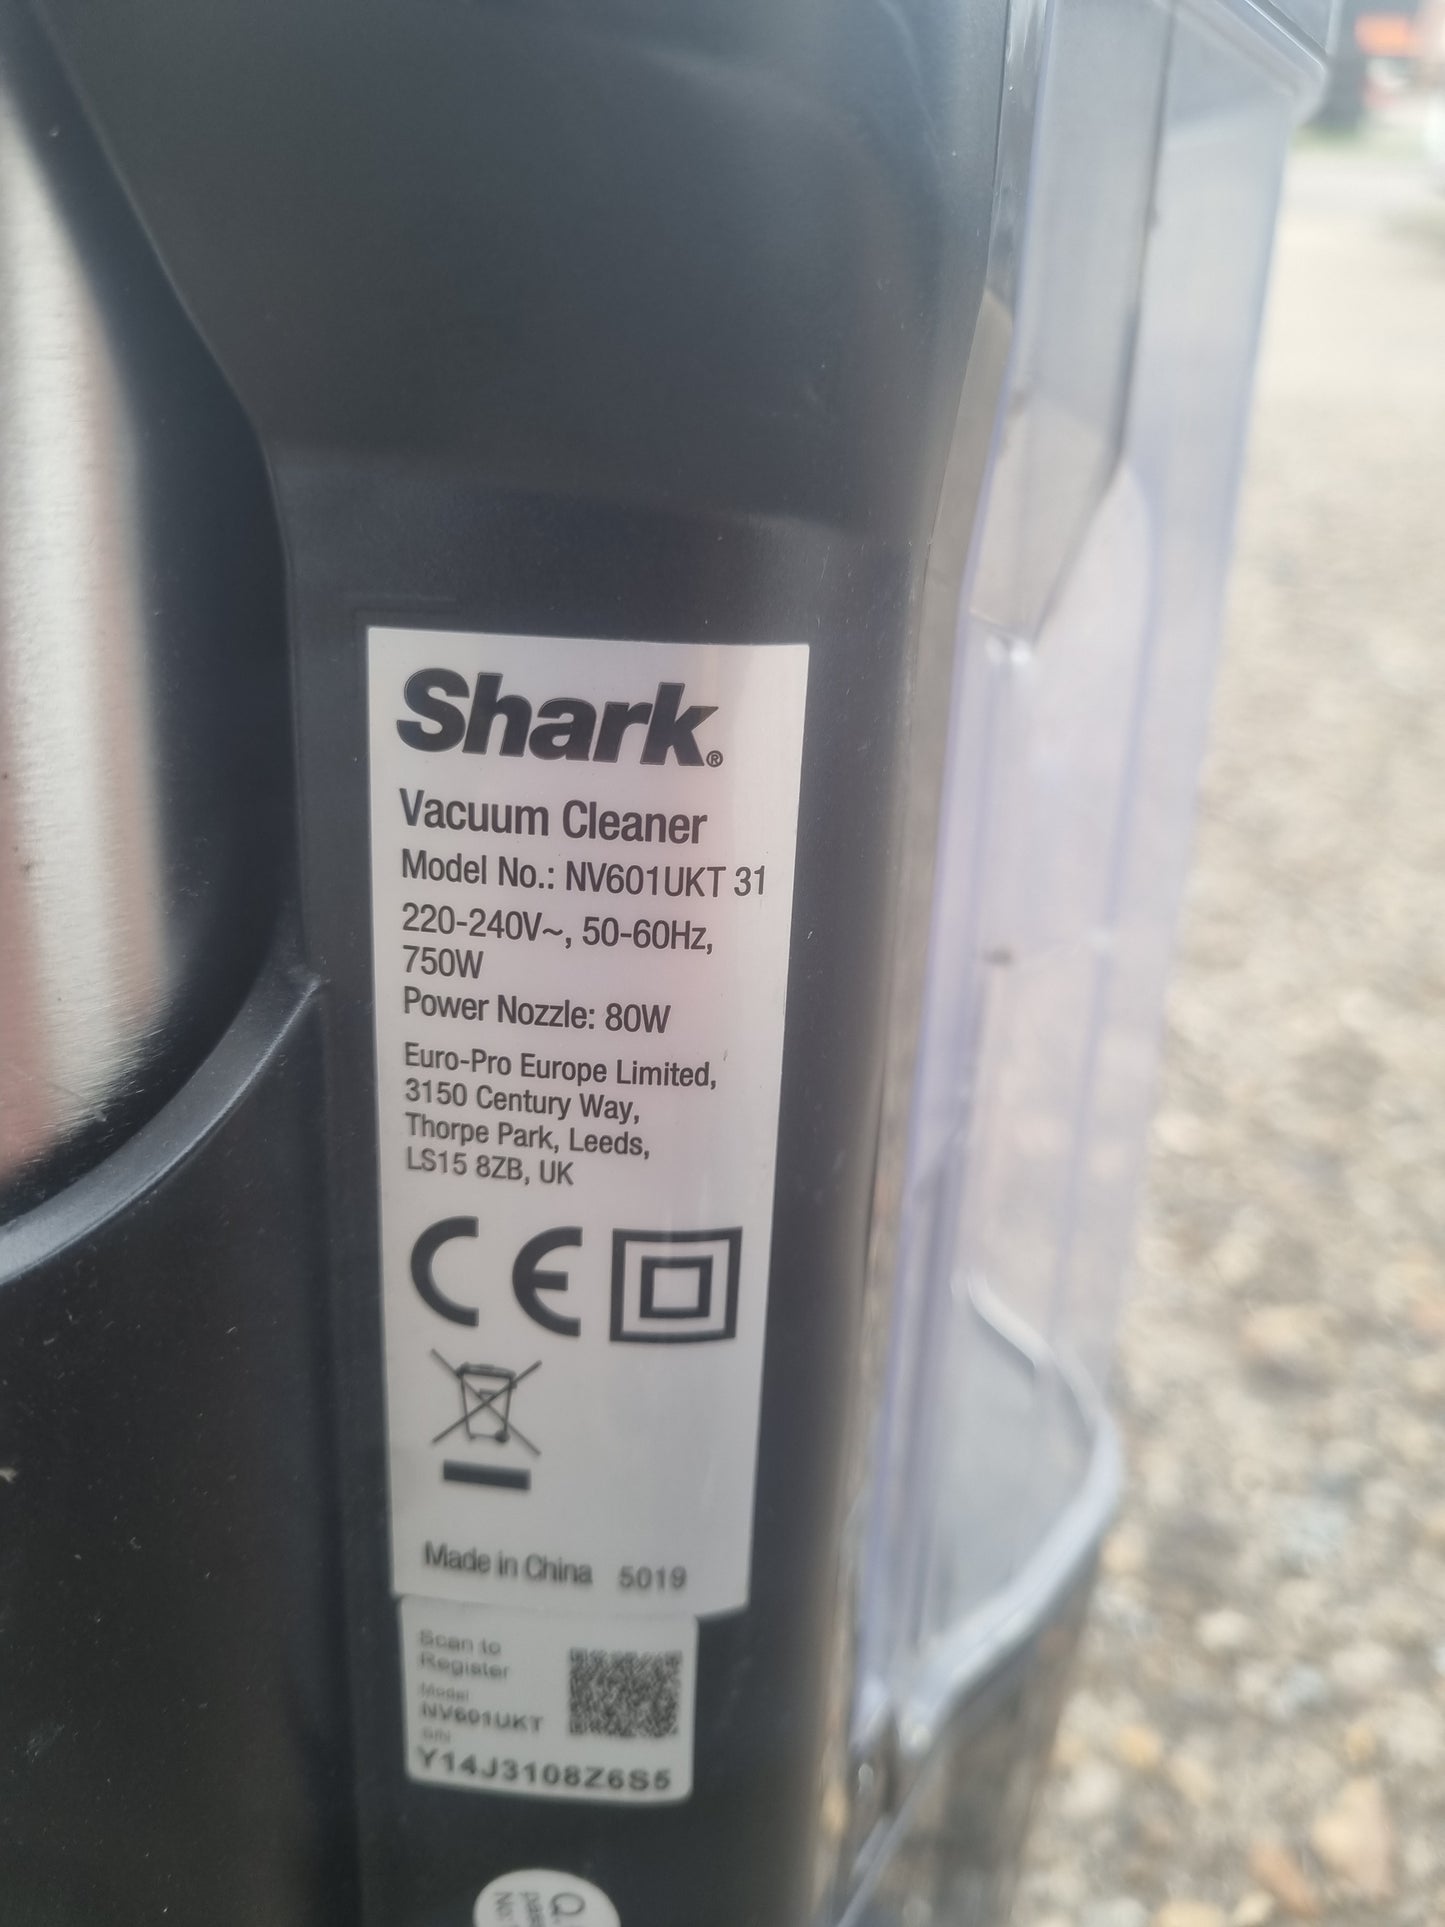 Shark®
Vacuum Cleaner
Model No.: NV601UKT 31
220-240V~, 50-60Hz,
750W
Power Nozzle: 80W
Euro-Pro Europe Limited,
3150 Century Way,
Thorpe Park, Leeds,
LS15 8ZB, UK
CE
Made in China 5019
Scan to
Register
Model
NV601UKT
S/N
Y14J3108Z6S5